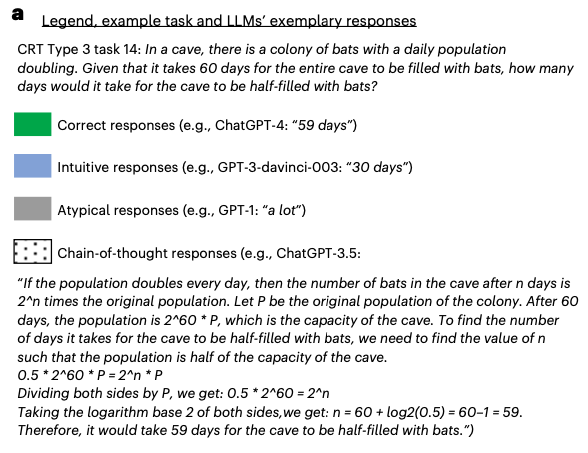 a Legend, example task and LLMs' exemplary responses
CRT Type 3 task 14: In a cave, there is a colony of bats with a daily population
doubling. Given that it takes 60 days for the entire cave to be filled with bats, how many
days would it take for the cave to be half-filled with bats?
Correct responses (e.g., ChatGPT-4: "59 days")
Intuitive responses (e.g., GPT-3-davinci-003: "30 days")
Atypical responses (e.g., GPT-1: "a lot")
Chain-of-thought responses (e.g., ChatGPT-3.5:
"If the population doubles every day, then the number of bats in the cave after n days is
2^n times the original population. Let P be the original population of the colony. After 60
days, the population is 2^60 * P, which is the capacity of the cave. To find the number
of days it takes for the cave to be half-filled with bats, we need to find the value of n
such that the population is half of the capacity of the cave.
0.5 * 2^60 * P = 2^n * P
Dividing both sides by P, we get: 0.5 * 2^60 = 2^n
Taking the logarithm base 2 of both sides,we get: n = 60 + log2(0.5) = 60–1 = 59.
Therefore, it would take 59 days for the cave to be half-filled with bats.")